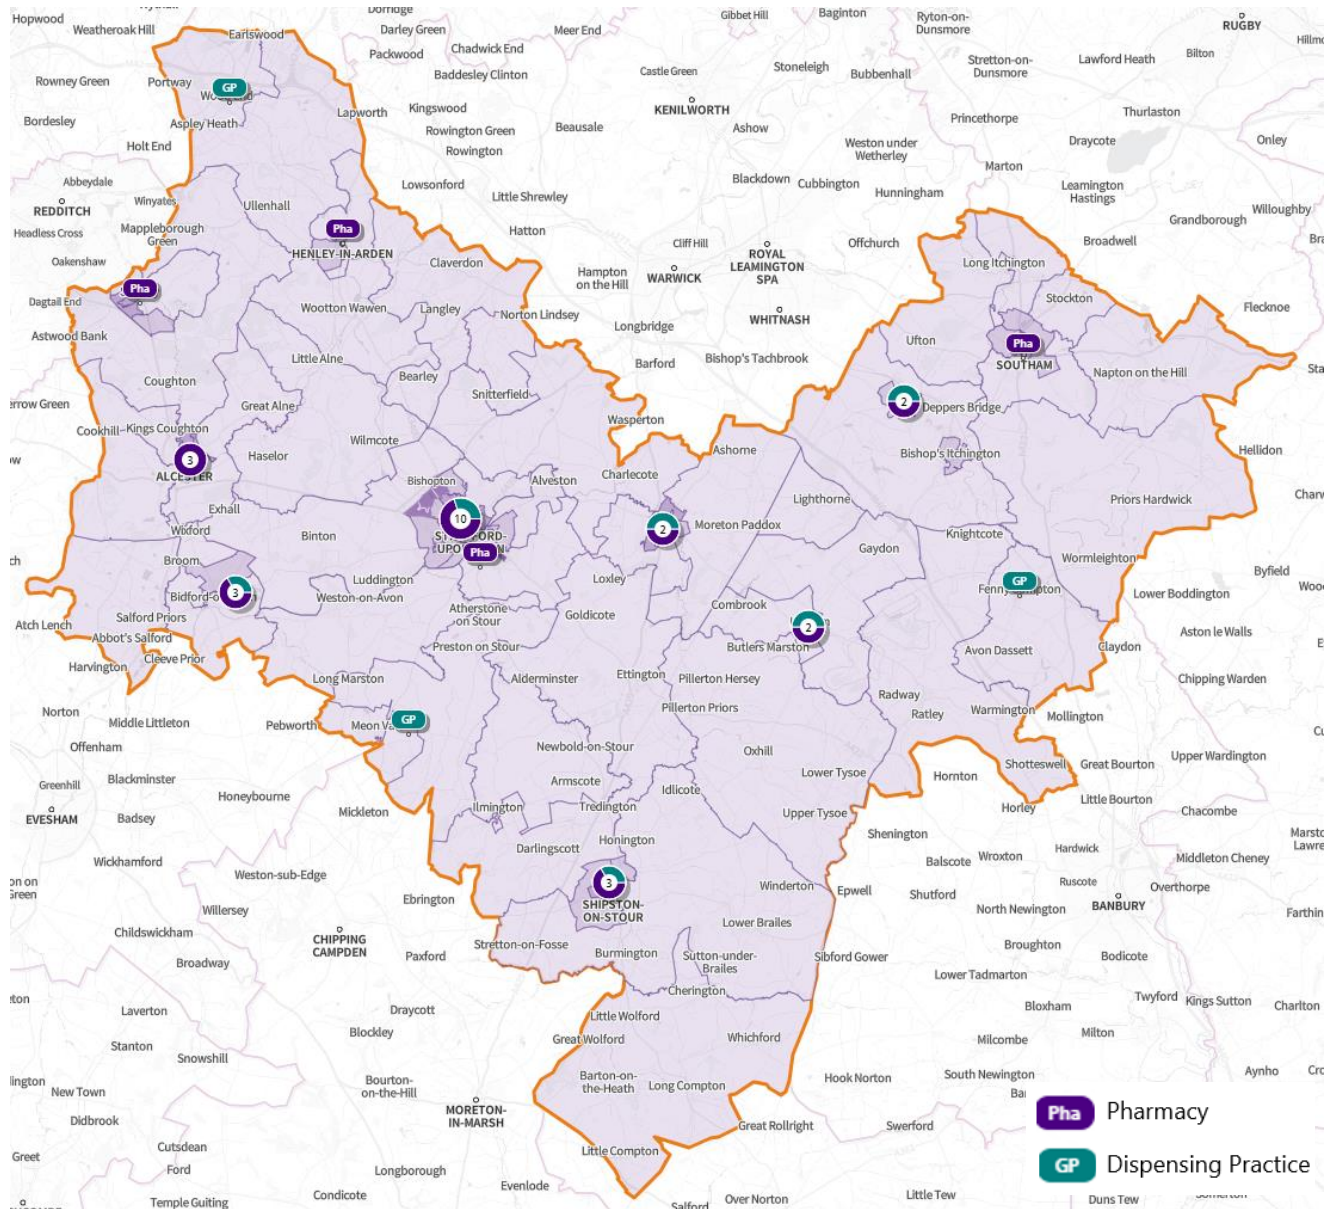 Hopwood
Dorridge
Gibbet Hill
Baginton
Ryton-on-
Dunsmore
RUGBY
Weatheroak Hill
Earlswood
Darley Green
Meer End
Packwood
Chadwick End
Stretton-on-
Dunsmore
Lawford Heath
Bilton
Rowney Green
Portway
GP
Baddesley Clinton
Castle Green
Stoneleigh
Bubbenhall
Lapworth
Kingswood
KENILWORTH
Thurlaston
Bordesley
Aspley Heath
Rowington Green
Beausale
Ashow
Princethorpe
Draycote
Onley
Holt End
Rowington
Weston under
Wetherley
Marton
Abbeydale
Lowsonford
Blackdown
Cubbington
Hunningham
Leamington
Hastings
REDDITCH
Winyates
Ullenhall
Little Shrewley
Willoughby
Headless Cross
Mappleborough
Green
Pha
HENLEY-IN-ARDEN
Hatton
Cliff Hill
ROYAL
LEAMINGTON
SPA
Offchurch
Grandborough
Broadwell
Oakenshaw
Claverdon
Hampton
on the Hill
WARWICK
Long Itchington
Dagtail End
Pha
Stockton
Flecknoe
Astwood Bank
Wootton Wawen
Langley
Norton Lindsey
Longbridge
WHITNASH
Ufton
Pha
SOUTHAM
Little Alne
Barford
Bishop's Tachbrook
Coughton
Bearley
Snitterfield
Napton on the Hill
Great Alne
2
Deppers Bridge
Cookhill
Kings Coughton
Wilmcote
Wasperton
Ashorne
Bishop's Itchington
Hellidon
3
ALCESTER
Haselor
Bishopton
Alveston
Charlecote
Lighthorne
Priors Hardwick
Exhall
10
Wixford
Binton
Pha
2
Moreton Paddox
Knightcote
Gaydon
Wormleighton
Broom
Luddington
Loxley
GP
Byfield
3
Weston-on-Avon
Atherstone
on Stour
Goldicote
Combrook
2
Lower Boddington
Atch Lench
Salford Priors
Abbot's Salford
Preston on Stour
Butlers Marston
Avon Dassett
Aston le Walls
Harvington
Cleeve Prior
Long Marston
Alderminster
Ettington
Pillerton Hersey
Claydon
Chipping Warden
Norton
Middle Littleton
Pebworth
GP
Pillerton Priors
Radway
Ratley
Warmington
Mollington
Offenham
Newbold-on-Stour
Oxhill
Upper Wardington
Greenhill
Blackminster
Honeybourne
Armscote
Idlicote
Lower Tysoe
Hornton
Shotteswell
Great Bourton
EVESHAM
Badsey
Mickleton
Ilmington
Tredington
Upper Tysoe
Horley
Little Bourton
Chacombe
Wickhamford
Darlingscott
Honington
Shenington
Hardwick
Middleton Cheney
Weston-sub-Edge
3
SHIPSTON-
ON-STOUR
Winderton
Balscote
Wroxton
Ruscote
Overthorpe
Willersey
Ebrington
Epwell
Shutford
North Newington
BANBURY
Childswickham
CHIPPING
CAMPDEN
Stretton-on-Fosse
Lower Brailes
Broughton
Bodicote
Broadway
Paxford
Burmington
Sutton-under-
Brailes
Sibford Gower
Lower Tadmarton
Cherington
Twyford
Kings Sutton
Charlton
Laverton
Draycott
Little Wolford
Bloxham
Stanton
Blockley
Great Wolford
Whichford
Milcombe
Milton
Snowshill
Bourton-
on-the-Hill
Barton-on-
the-Heath
Long Compton
Hook Norton
South Newington
Aynho
New Town
MORETON-
IN-MARSH
Great Rollright
Swerford
Pha Pharmacy
Didbrook
Cutsdean
Little Compton
GP Dispensing Practice
Greet
Ford
Longborough
Evenlode
Temple Guiting
Condicote
Salford
Over Norton
Little Tew
Duns Tew